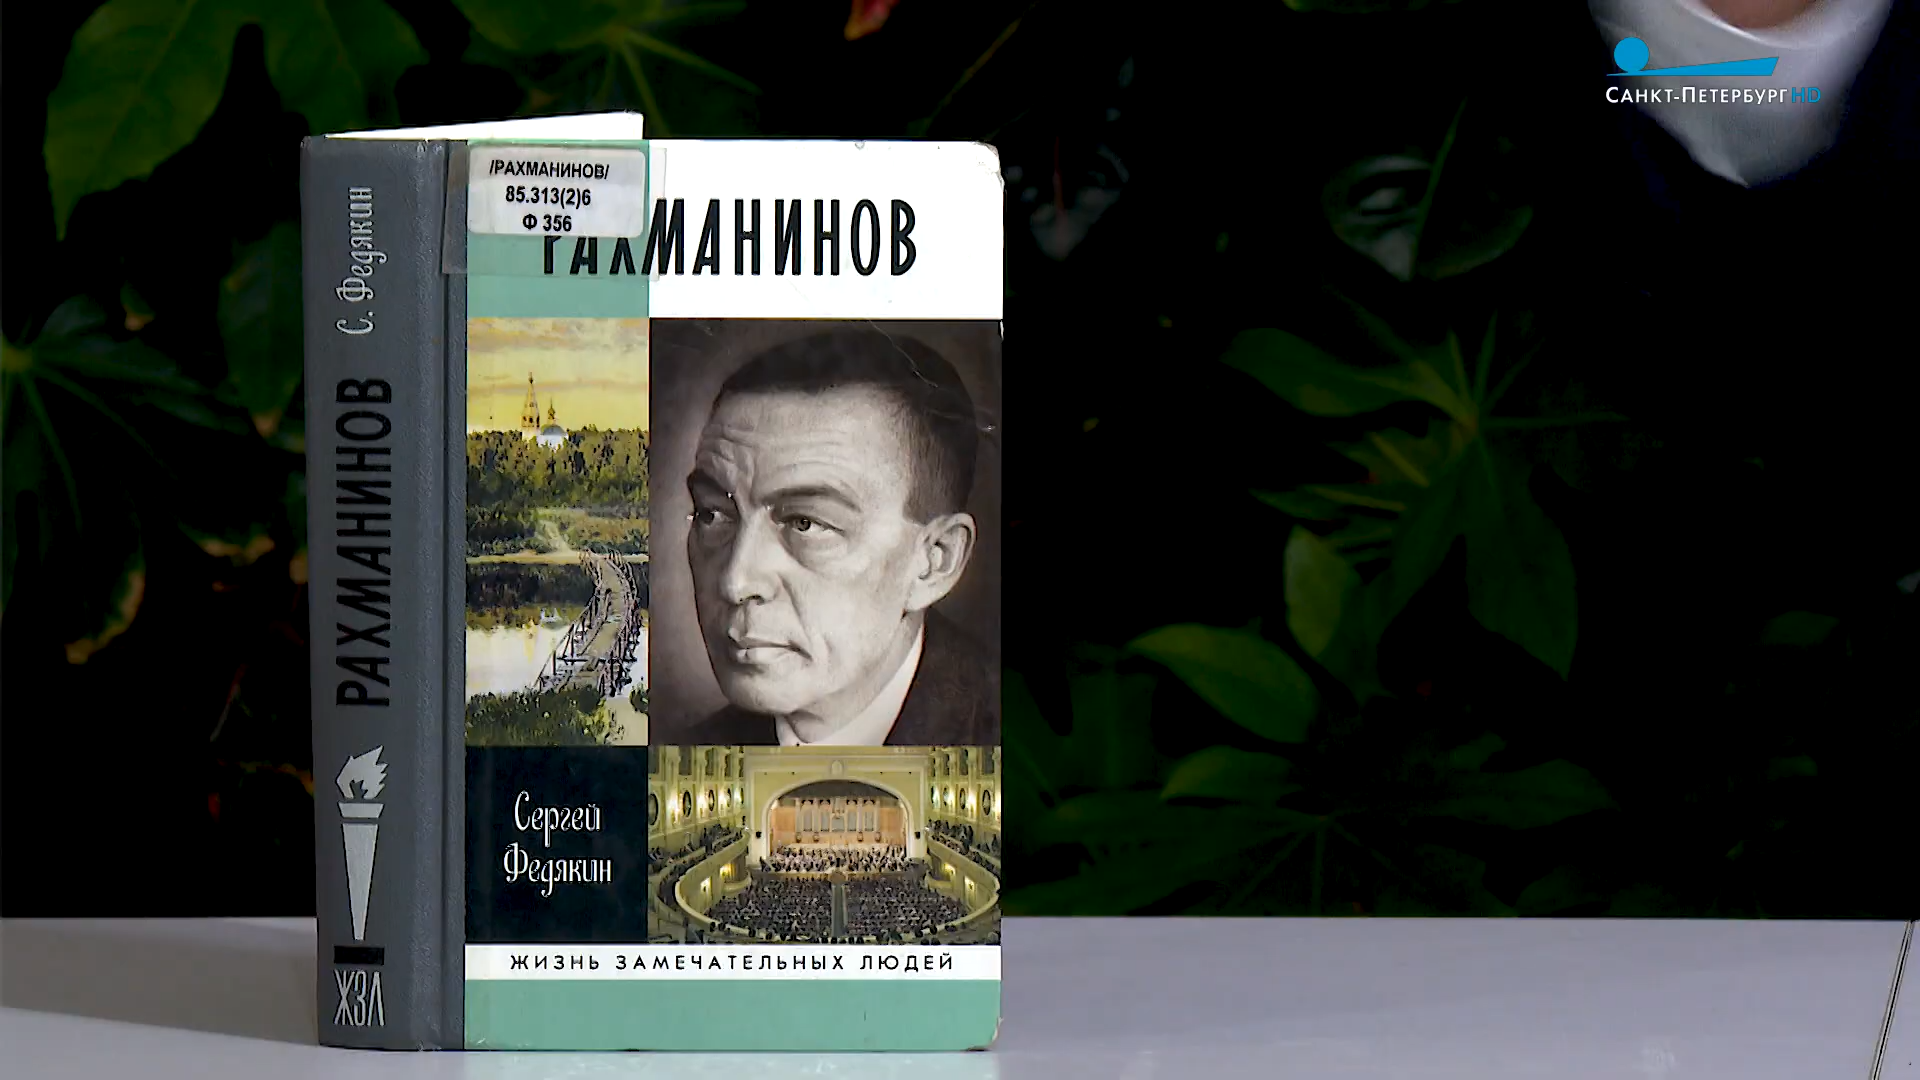 САНКТ-ПЕТЕРБУРГ HD
/РАХМАНИНОВ/
85.313(2)6
Ф 356
РАХМАНИНОВ
Сергей
Федякин
ЖИЗНЬ ЗАМЕЧАТЕЛЬНЫХ ЛЮДЕЙ
С. Федякин
РАХМАНИНОВ
ЖЗЛ